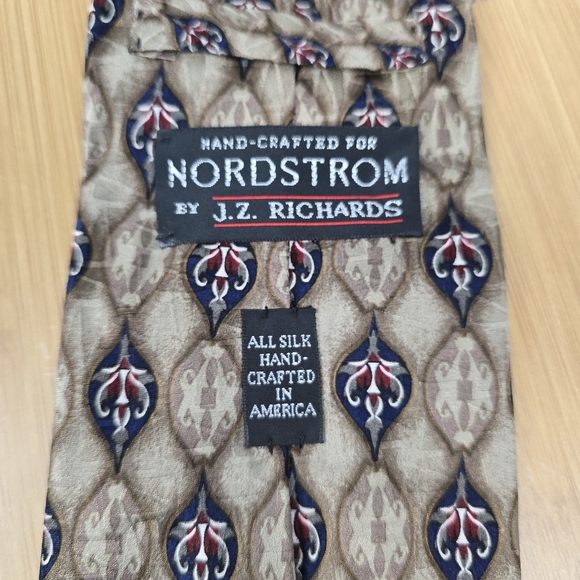 HAND-CRAFTED FOR
NORDSTROM
BY J.Z. RICHARDS
ALL SILK
HAND-
CRAFTED
IN
AMERICA